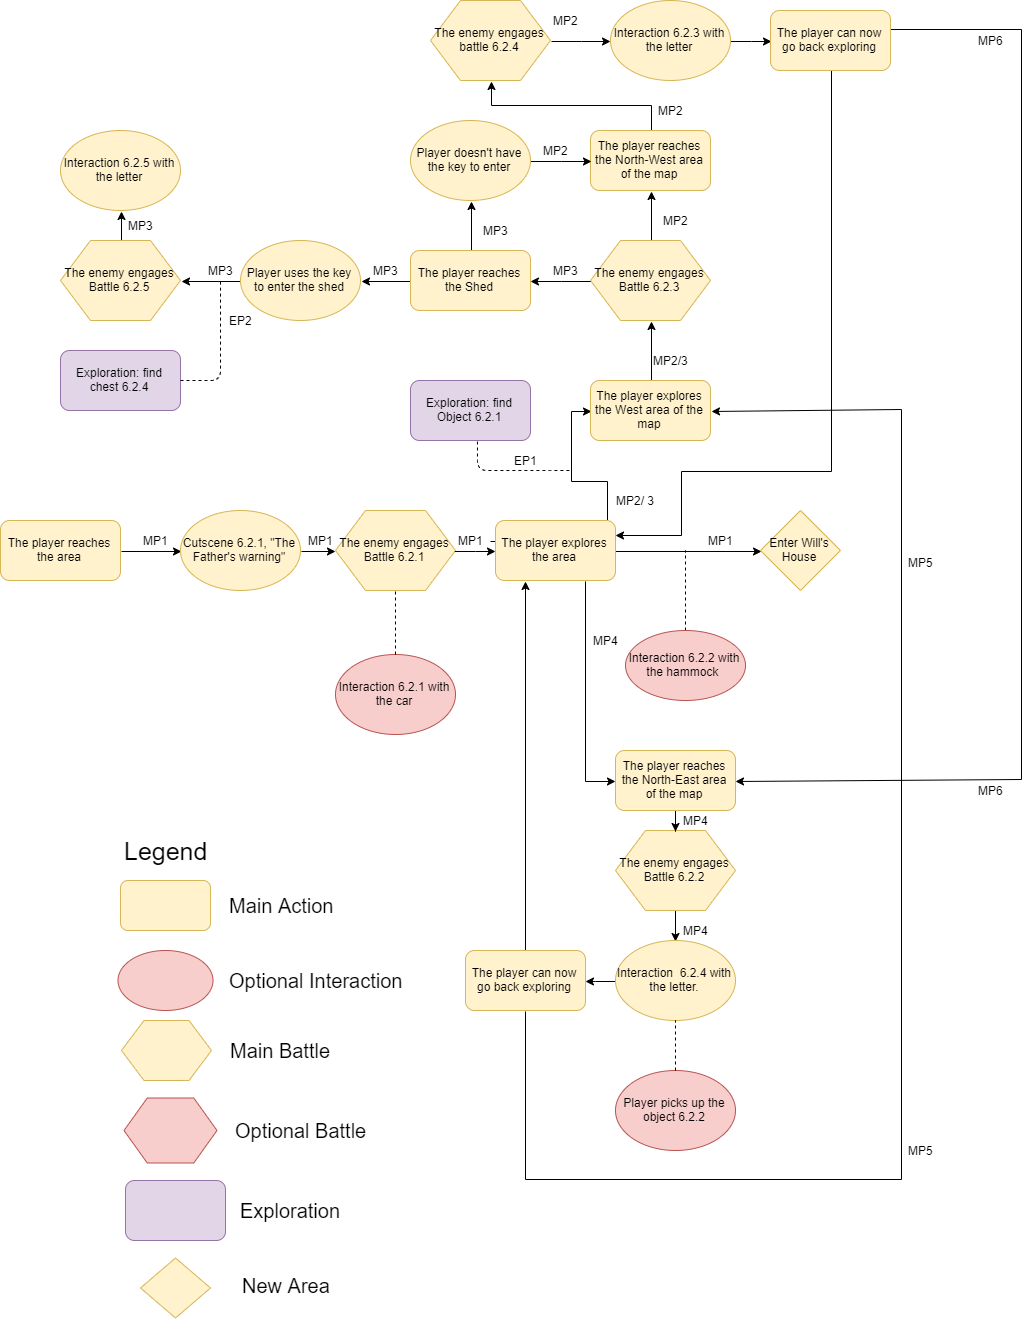 The enemy engages
battle 6.2.4
MP2
Interaction 6.2.3 with
the letter
The player can now
go back exploring
MP6
MP2
Interaction 6.2.5 with
the letter
Player doesn't have
the key to enter
MP2
The player reaches
the North-West area
of the map
MP3
MP3
MP2
The enemy engages
Battle 6.2.5
MP3
Player uses the key
to enter the shed
MP3
The player reaches
the Shed
MP3
The enemy engages
Battle 6.2.3
EP2
MP2/3
Exploration: find
chest 6.2.4
Exploration: find
Object 6.2.1
The player explores
the West area of the
map
EP1
MP2/ 3
The player reaches
the area
MP1
Cutscene 6.2.1, "The
Father's warning"
MP1
The enemy engages
Battle 6.2.1
MP1
The player explores
the area
MP1
Enter Will's
House
MP5
MP4
Interaction 6.2.1 with
the car
Interaction 6.2.2 with
the hammock
The player reaches
the North-East area
of the map
MP6
MP4
The enemy engages
Battle 6.2.2
MP4
The player can now
go back exploring
Interaction  6.2.4 with
the letter.
Player picks up the
object 6.2.2
MP5
Legend
Main Action
Optional Interaction
Main Battle
Optional Battle
Exploration
New Area